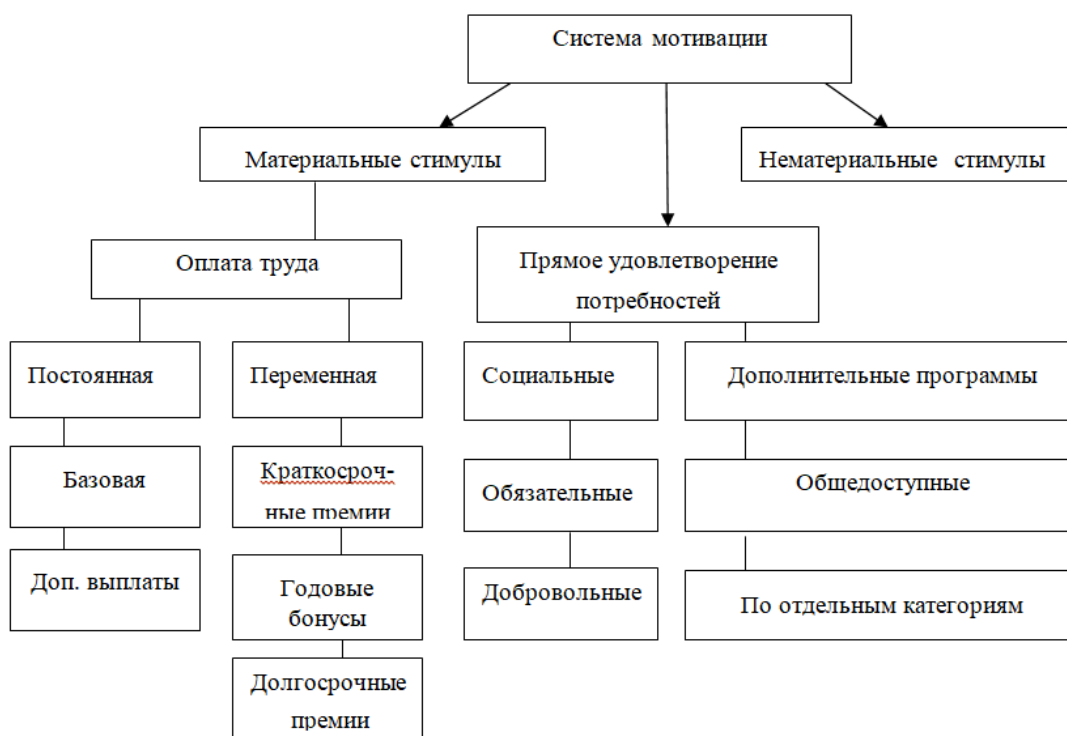 Система мотивации
Материальные стимулы
Нематериальные стимулы
Оплата труда
Прямое удовлетворение
потребностей
Постоянная
Переменная
Социальные
Дополнительные программы
Базовая
Краткосроч-
ные премии
Обязательные
Общедоступные
Доп. выплаты
Годовые
бонусы
Добровольные
По отдельным категориям
Долгосрочные
премии